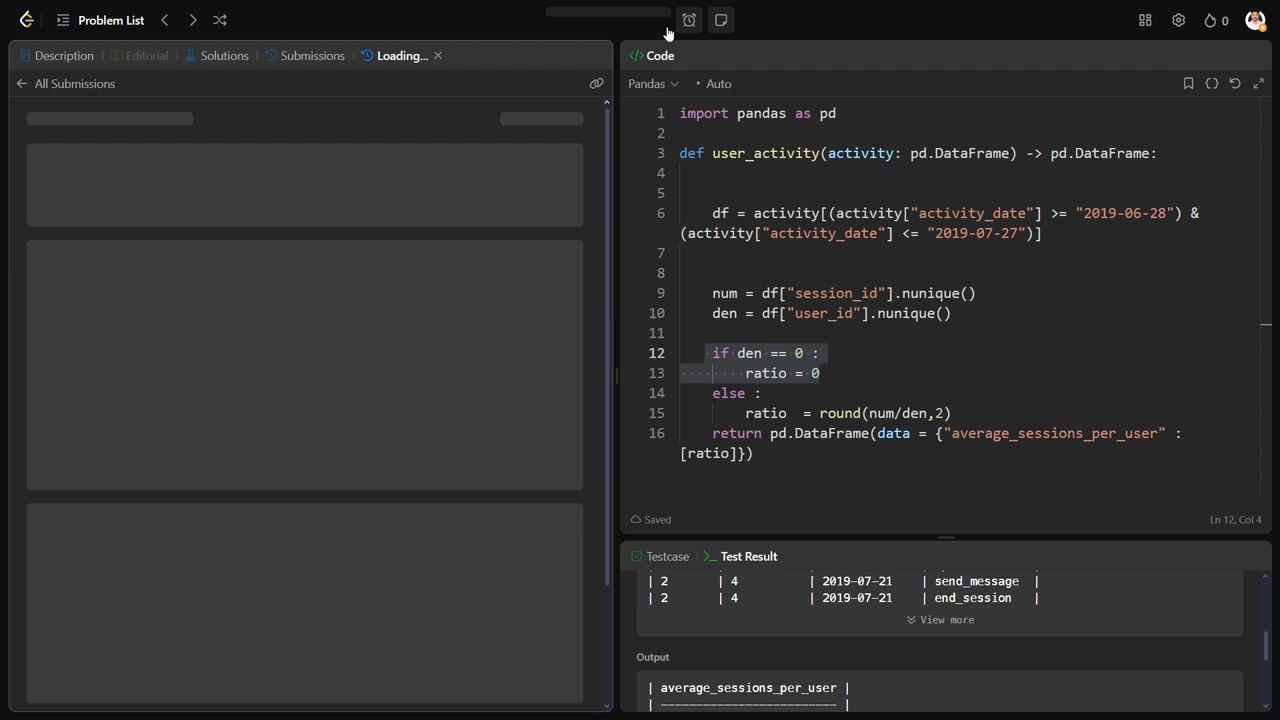 Problem List
0
Description
Editorial
Solutions
Submissions
Loading...
All Submissions
</> Code
Pandas
• Auto
1 import pandas as pd
2
3 def user_activity(activity: pd.DataFrame) -> pd.DataFrame:
4
5
6 df = activity[(activity["activity_date"] >= "2019-06-28") &
(activity["activity_date"] <= "2019-07-27")]
7
8
9 num = df["session_id"].nunique()
10 den = df["user_id"].nunique()
11
12 if den == 0 :
13 ratio = 0
14 else :
15 ratio  = round(num/den,2)
16 return pd.DataFrame(data = {"average_sessions_per_user" :
[ratio]})
Saved
Ln 12, Col 4
Testcase
>_ Test Result
| 2 | 4 | 2019-07-21 | send_message |
| 2 | 4 | 2019-07-21 | end_session |
View more
Output
| average_sessions_per_user |
| ------------------------- |